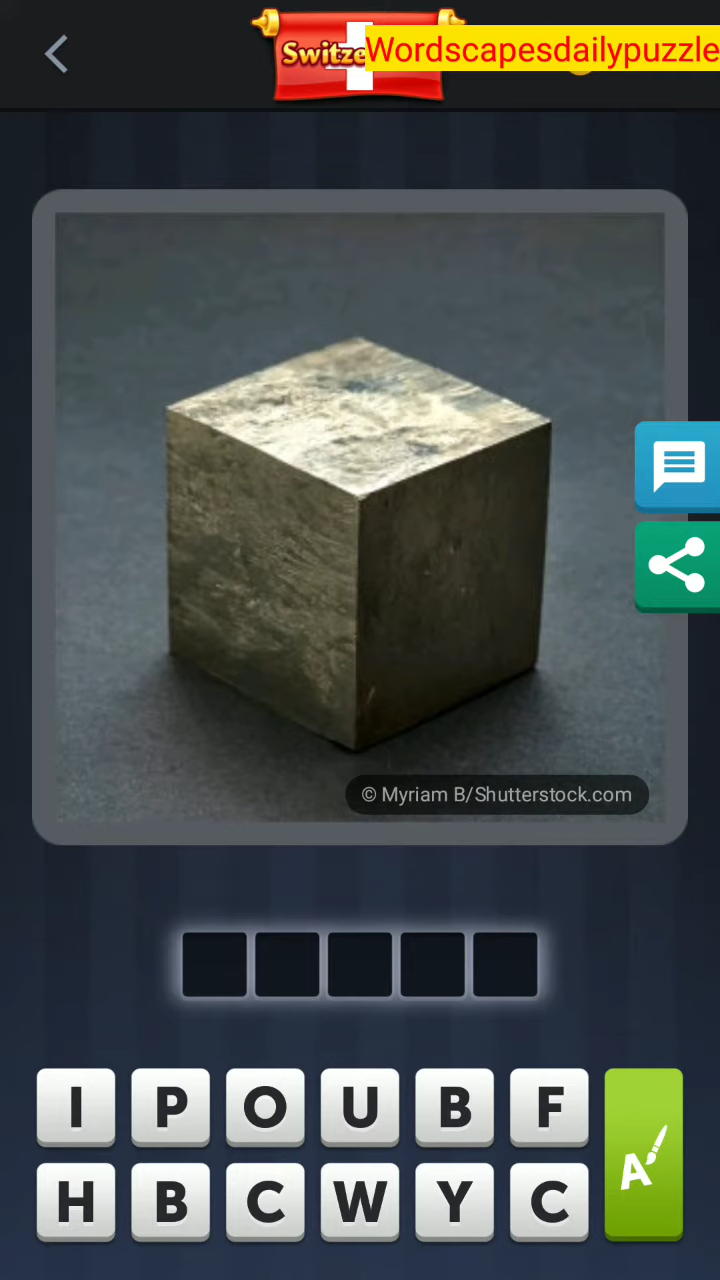 Switze
Wordscapesdailypuzzle
© Myriam B/Shutterstock.com
I P O U B F
H B C W Y C
A